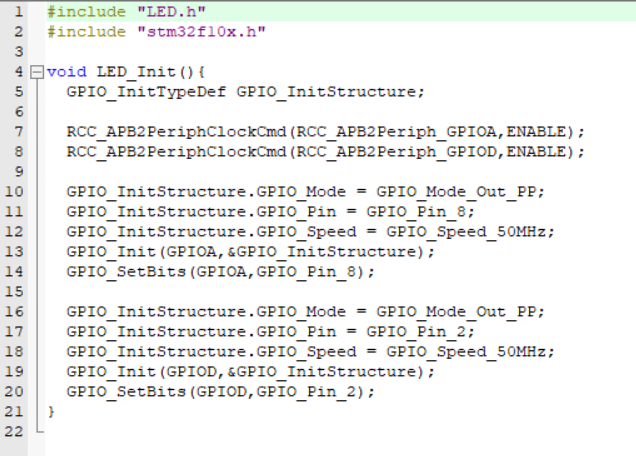 1 #include "LED.h"
2 #include "stm32f10x.h"
3
4 void LED_Init(){
5 GPIO_InitTypeDef GPIO_InitStructure;
6
7 RCC_APB2PeriphClockCmd(RCC_APB2Periph_GPIOA,ENABLE);
8 RCC_APB2PeriphClockCmd(RCC_APB2Periph_GPIOD,ENABLE);
9
10 GPIO_InitStructure.GPIO_Mode = GPIO_Mode_Out_PP;
11 GPIO_InitStructure.GPIO_Pin = GPIO_Pin_8;
12 GPIO_InitStructure.GPIO_Speed = GPIO_Speed_50MHz;
13 GPIO_Init(GPIOA,&GPIO_InitStructure);
14 GPIO_SetBits(GPIOA,GPIO_Pin_8);
15
16 GPIO_InitStructure.GPIO_Mode = GPIO_Mode_Out_PP;
17 GPIO_InitStructure.GPIO_Pin = GPIO_Pin_2;
18 GPIO_InitStructure.GPIO_Speed = GPIO_Speed_50MHz;
19 GPIO_Init(GPIOD,&GPIO_InitStructure);
20 GPIO_SetBits(GPIOD,GPIO_Pin_2);
21 }
22